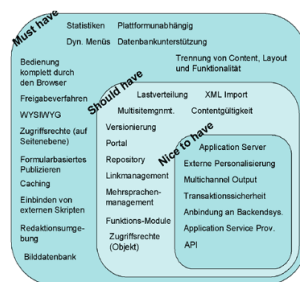 Must have
Statistiken
Plattformunabhängig
Dyn. Menüs
Datenbankunterstützung
Bedienung
komplett durch
den Browser
Freigabeverfahren
WYSIWYG
Zugriffsrechte (auf
Seitenebene)
Formularbasiertes
Publizieren
Caching
Einbinden von
externen Skripten
Redaktionsumge-
bung
Bilddatenbank
Trennung von Content, Layout
und Funktionalität
Should have
Lastverteilung
XML Import
Multisitemgnmt.
Contentgültigkeit
Versionierung
Portal
Repository
Linkmanagement
Mehrsprachen-
management
Funktions-Module
Zugriffsrechte
(Objekt)
Nice to have
Application Server
Externe Personalisierung
Multichannel Output
Transaktionssicherheit
Anbindung an Backendsys.
Application Service Prov.
API